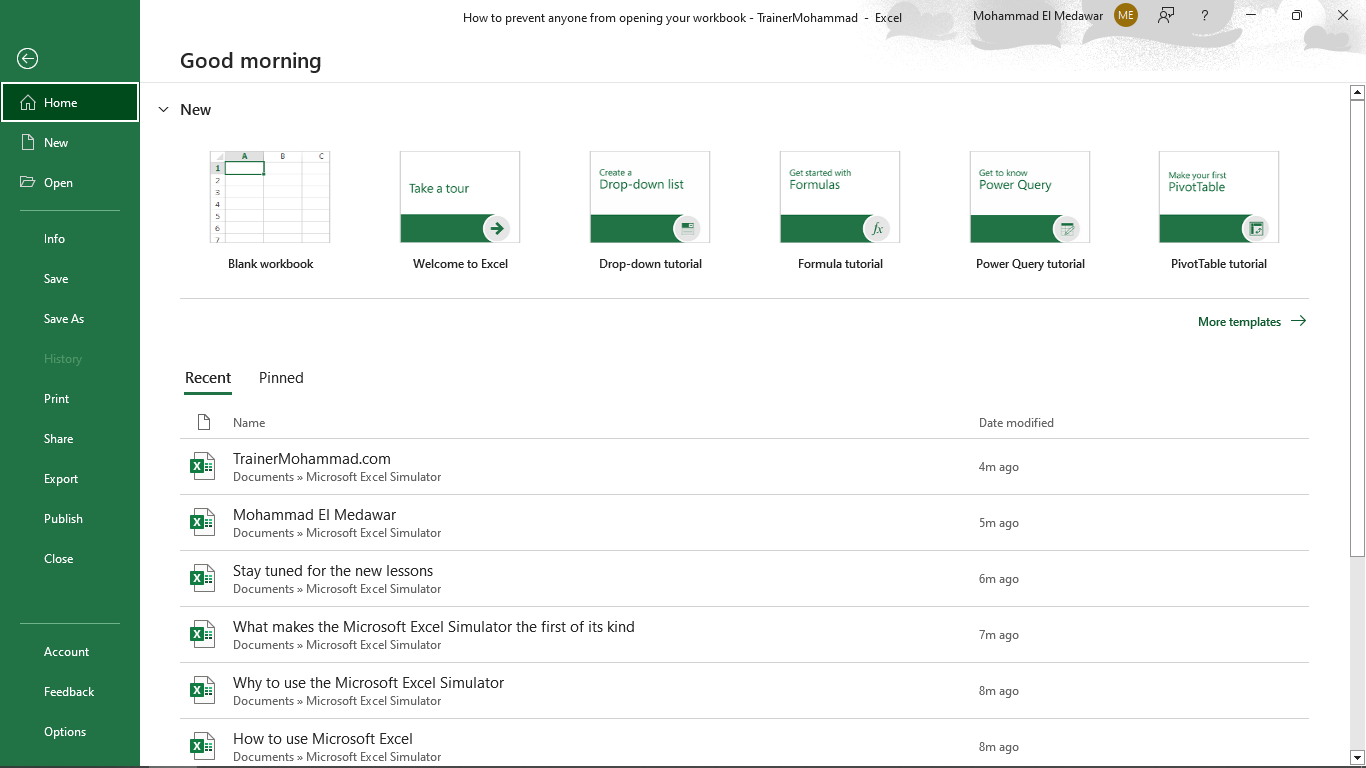 How to prevent anyone from opening your workbook - TrainerMohammad - Excel
Mohammad El Medawar
ME
?
Good morning
Home
New
Open
Info
Save
Save As
History
Print
Share
Export
Publish
Close
Account
Feedback
Options
New
A B C
1
2
3
4
5
6
7
Blank workbook
Take a tour
Welcome to Excel
Create a
Drop-down list
Drop-down tutorial
Get started with
Formulas
fx
Formula tutorial
Get to know
Power Query
Power Query tutorial
Make your first
PivotTable
PivotTable tutorial
More templates
Recent Pinned
Name Date modified
X TrainerMohammad.com
Documents » Microsoft Excel Simulator
4m ago
X Mohammad El Medawar
Documents » Microsoft Excel Simulator
5m ago
X Stay tuned for the new lessons
Documents » Microsoft Excel Simulator
6m ago
X What makes the Microsoft Excel Simulator the first of its kind
Documents » Microsoft Excel Simulator
7m ago
X Why to use the Microsoft Excel Simulator
Documents » Microsoft Excel Simulator
8m ago
X How to use Microsoft Excel
Documents » Microsoft Excel Simulator
8m ago